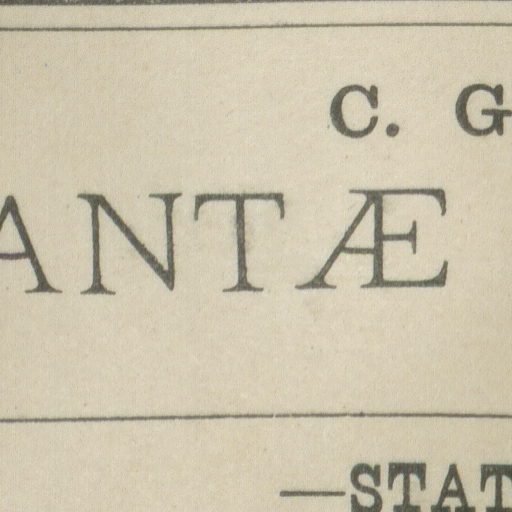 C. G
ANTÆ
—STAT